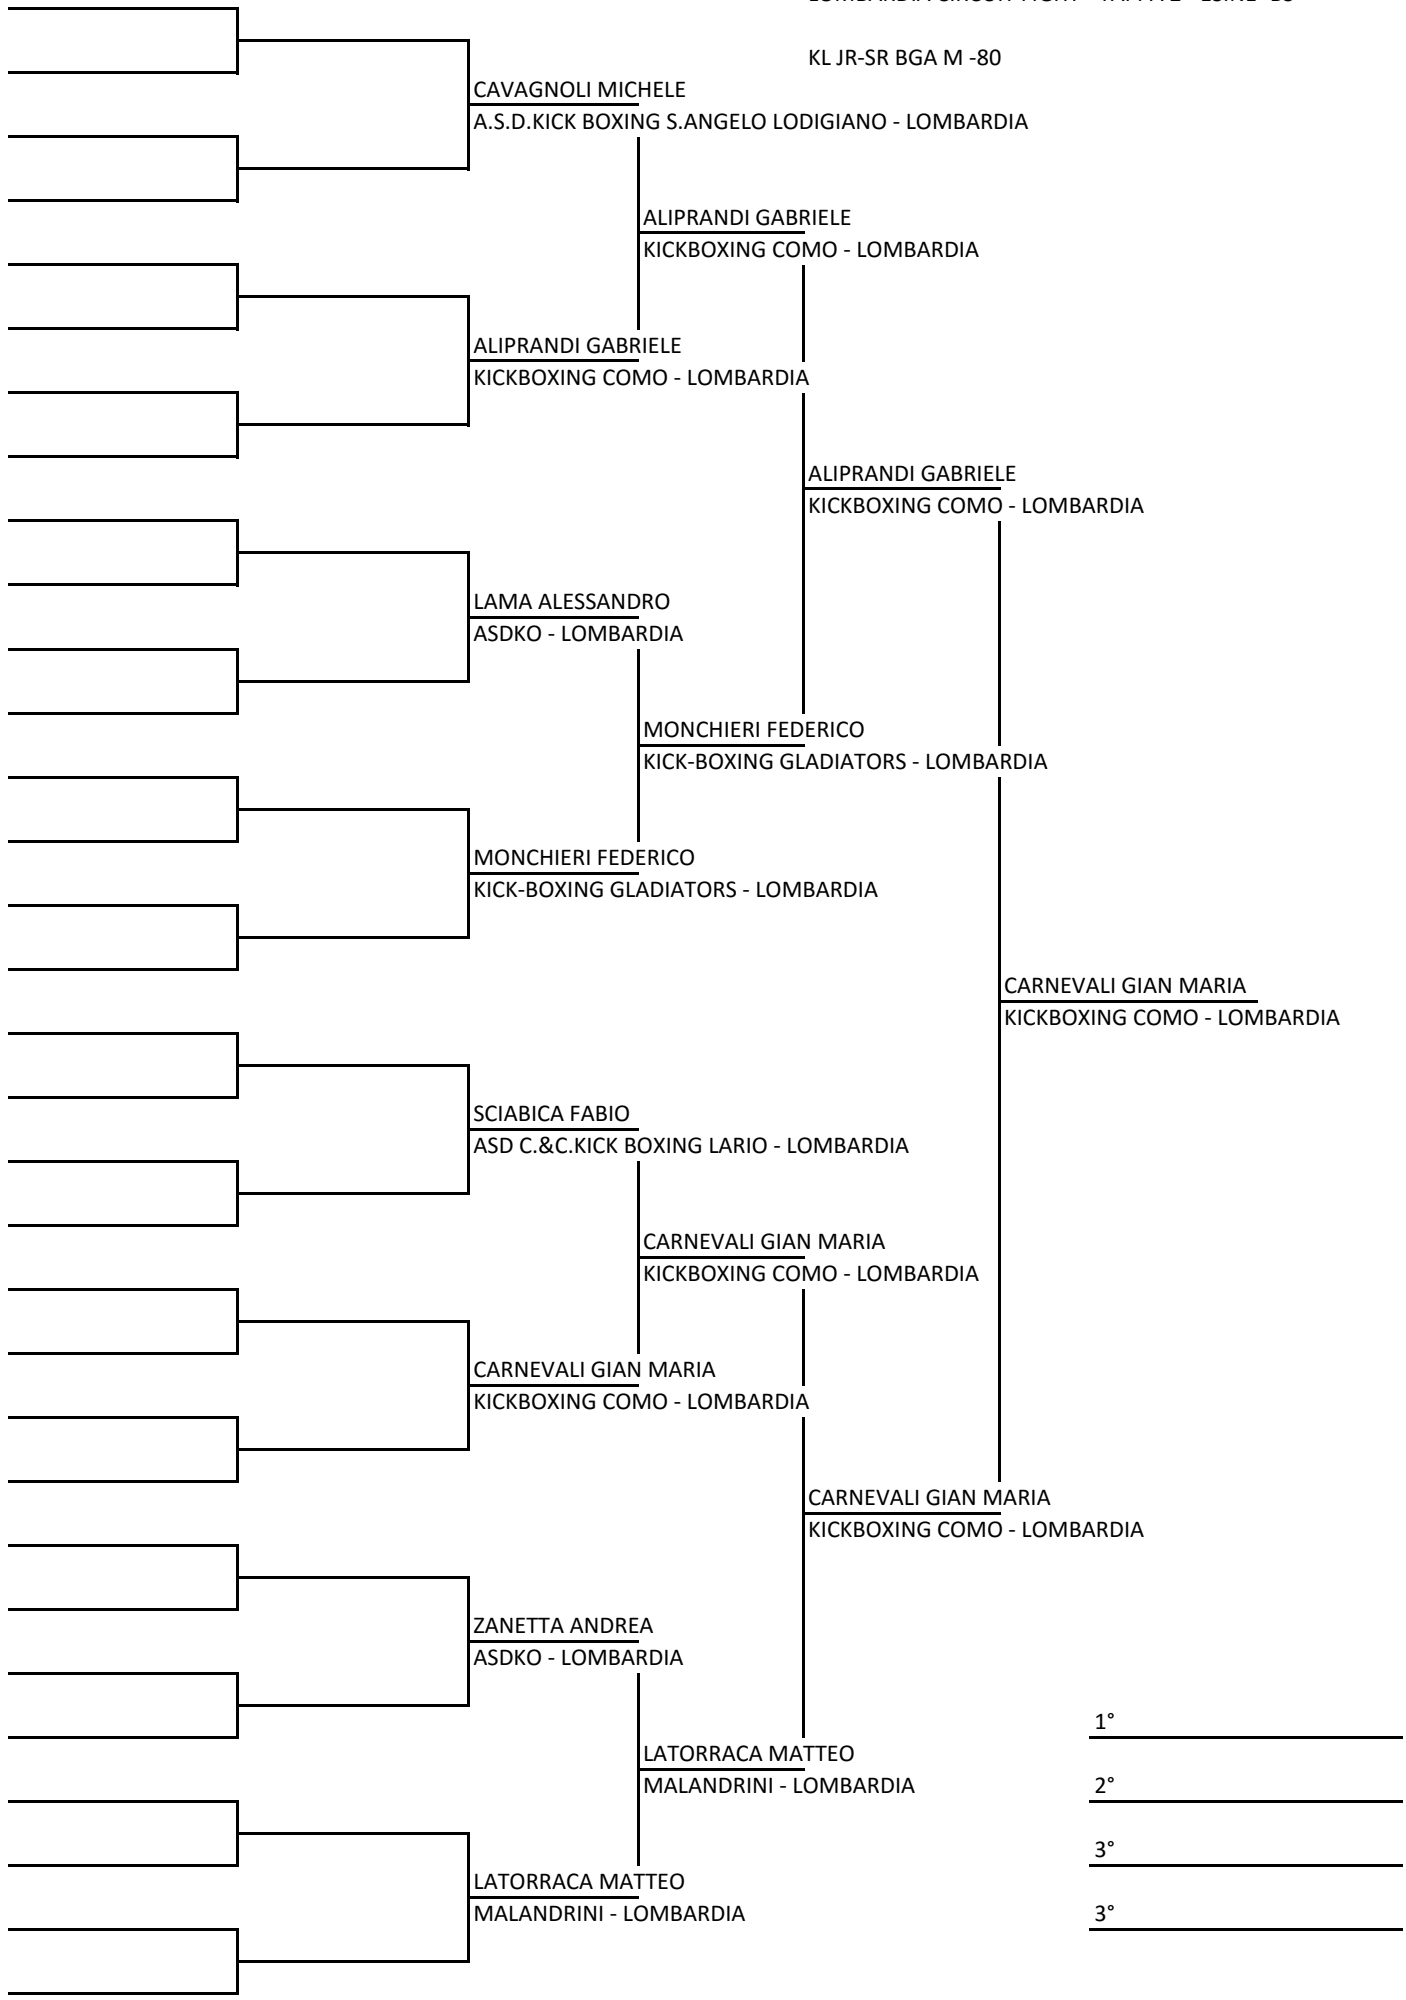 KL JR-SR BGA M -80
CAVAGNOLI MICHELE
A.S.D.KICK BOXING S.ANGELO LODIGIANO - LOMBARDIA
ALIPRANDI GABRIELE
KICKBOXING COMO - LOMBARDIA
ALIPRANDI GABRIELE
KICKBOXING COMO - LOMBARDIA
ALIPRANDI GABRIELE
KICKBOXING COMO - LOMBARDIA
LAMA ALESSANDRO
ASDKO - LOMBARDIA
MONCHIERI FEDERICO
KICK-BOXING GLADIATORS - LOMBARDIA
MONCHIERI FEDERICO
KICK-BOXING GLADIATORS - LOMBARDIA
CARNEVALI GIAN MARIA
KICKBOXING COMO - LOMBARDIA
SCIABICA FABIO
ASD C.&C.KICK BOXING LARIO - LOMBARDIA
CARNEVALI GIAN MARIA
KICKBOXING COMO - LOMBARDIA
CARNEVALI GIAN MARIA
KICKBOXING COMO - LOMBARDIA
CARNEVALI GIAN MARIA
KICKBOXING COMO - LOMBARDIA
ZANETTA ANDREA
ASDKO - LOMBARDIA
1°
LATORRACA MATTEO
MALANDRINI - LOMBARDIA
2°
3°
LATORRACA MATTEO
MALANDRINI - LOMBARDIA
3°